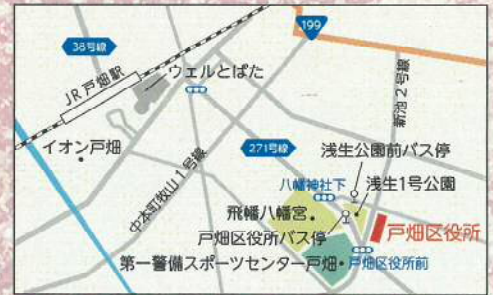 199
38号線
JR戸畑駅
ウェルとばた
新池2号線
イオン戸畑
中本町牧山1号線
271号線
浅生公園前バス停
八幡神社下
浅生1号公園
飛幡八幡宮
戸畑区役所バス停
戸畑区役所
第一警備スポーツセンター戸畑
戸畑区役所前